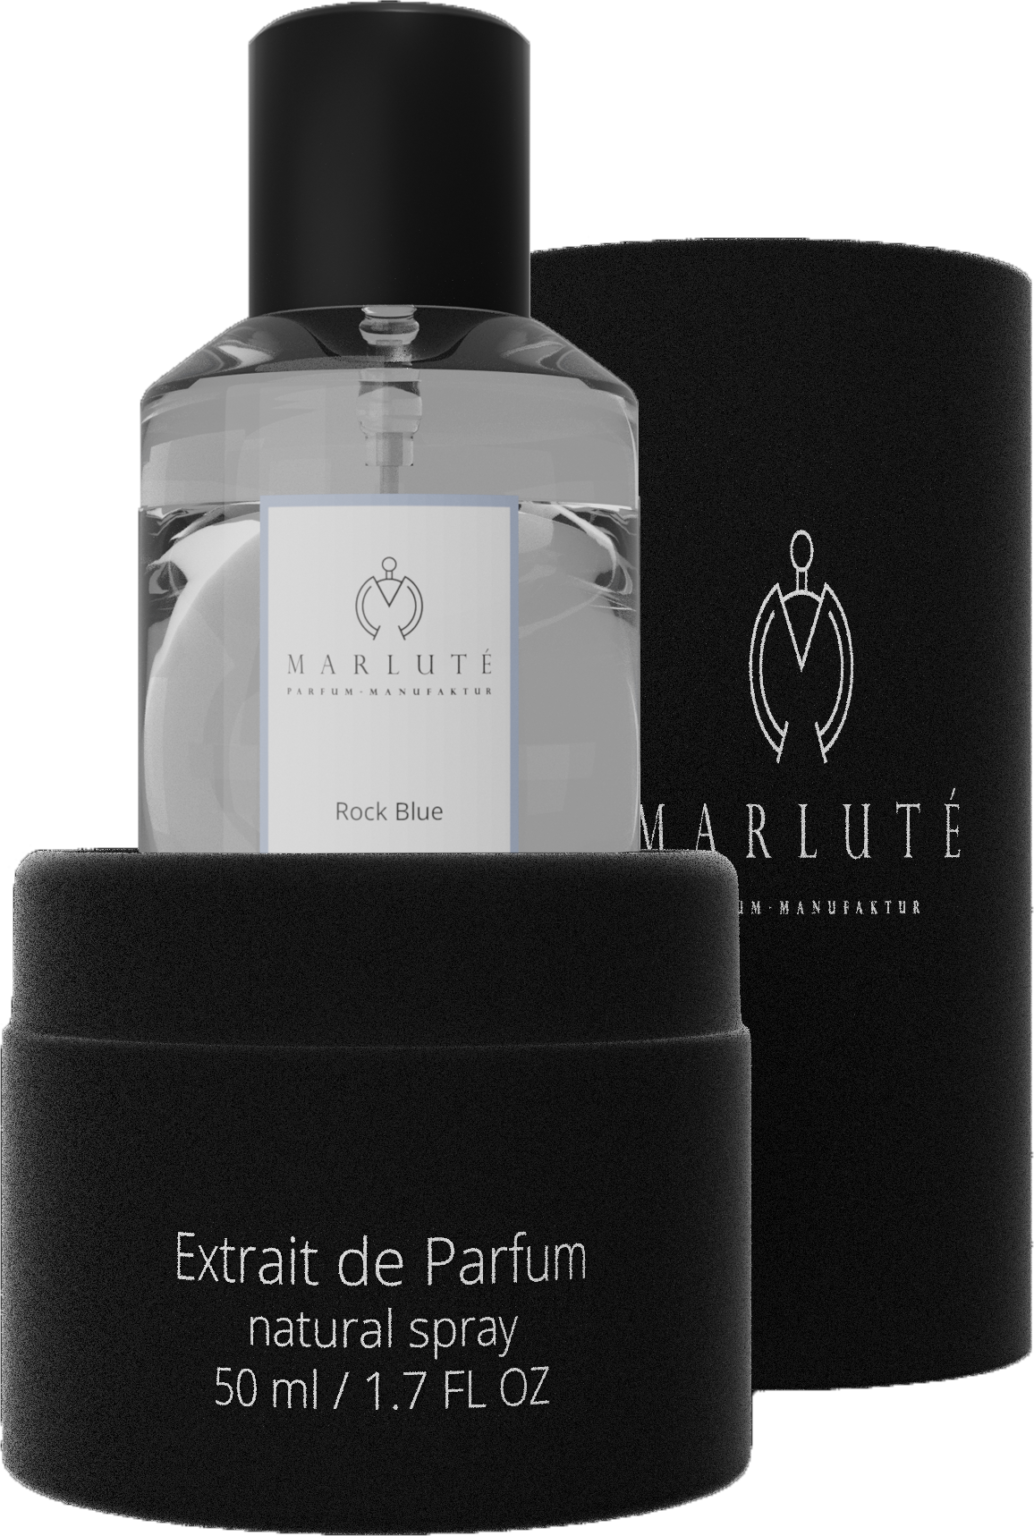 MARLUTÉ
PARFUM-MANUFAKTUR
Rock Blue
MARLUTÉ
UM-MANUFAKTUR
Extrait de Parfum
natural spray
50 ml / 1.7 FL OZ